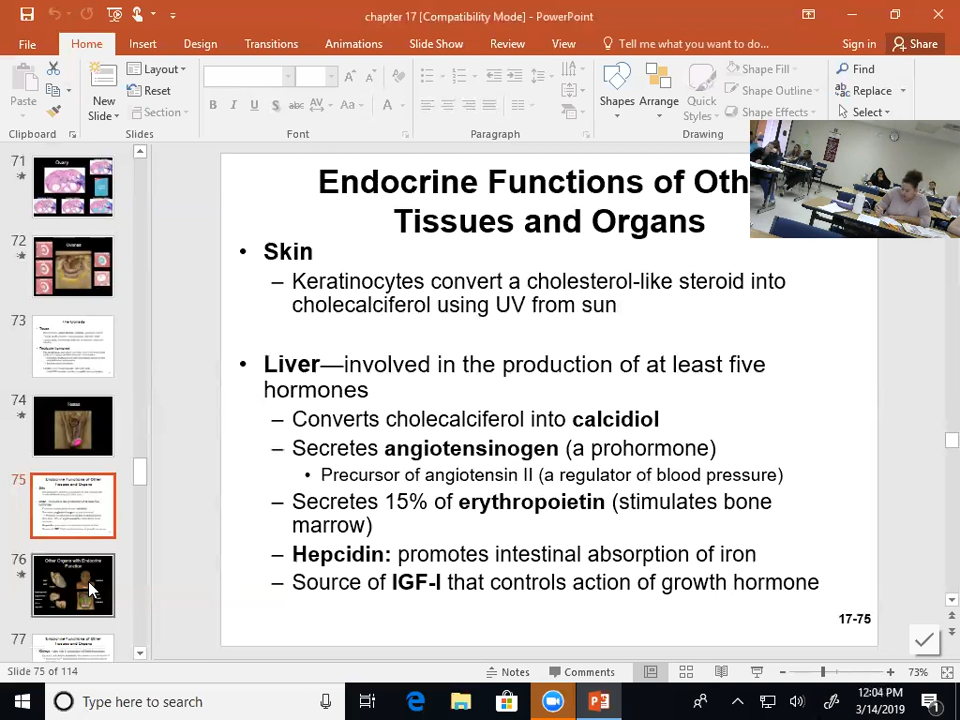 chapter 17 [Compatibility Mode] - PowerPoint
File Home Insert Design Transitions Animations Slide Show Review View Tell me what you want to do... Sign in Share
Paste
New Slide
Layout
Reset
Section
Shapes
Arrange
Quick Styles
Shape Fill
Shape Outline
Shape Effects
Find
Replace
Select
Clipboard Slides Font Paragraph Drawing
71
72
73
74
75
76
Other Organs with Endocrine Function
77
Endocrine Functions of Oth
Tissues and Organs
• Skin
– Keratinocytes convert a cholesterol-like steroid into
cholecalciferol using UV from sun
• Liver—involved in the production of at least five
hormones
– Converts cholecalciferol into calcidiol
– Secretes angiotensinogen (a prohormone)
• Precursor of angiotensin II (a regulator of blood pressure)
– Secretes 15% of erythropoietin (stimulates bone
marrow)
– Hepcidin: promotes intestinal absorption of iron
– Source of IGF-I that controls action of growth hormone
17-75
Slide 75 of 114
Notes
Comments
73%
Type here to search
12:04 PM
3/14/2019
1